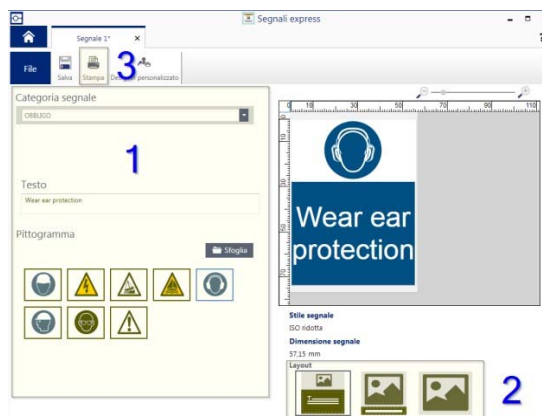 Segnali express
Segnale 1*
File
Salva
Stampa
3
personalizzato
Categoria segnale
OBBLIGO
1
Testo
Wear ear protection
Pittogramma
Sfoglia
0 10 30 50 70 90 110
Wear ear
protection
Stile segnale
ISO ridotta
Dimensione segnale
57,15 mm
Layout
2